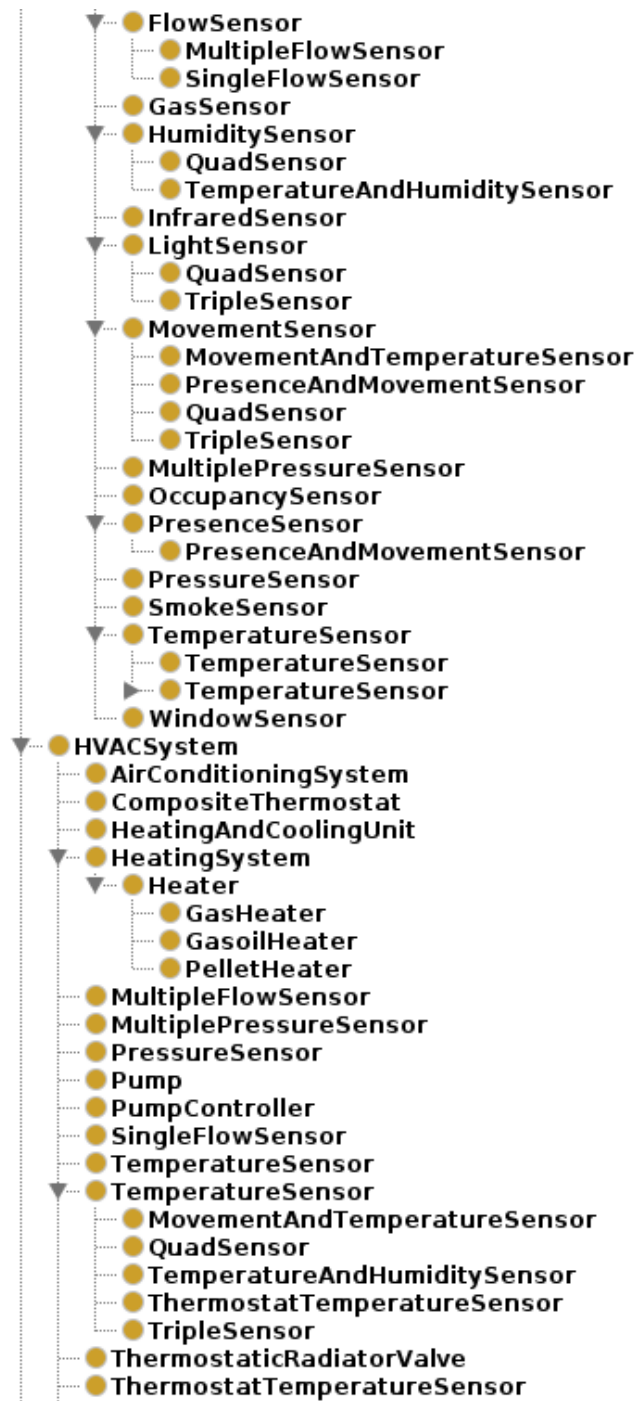 FlowSensor
MultipleFlowSensor
SingleFlowSensor
GasSensor
HumiditySensor
QuadSensor
TemperatureAndHumiditySensor
InfraredSensor
LightSensor
QuadSensor
TripleSensor
MovementSensor
MovementAndTemperatureSensor
PresenceAndMovementSensor
QuadSensor
TripleSensor
MultiplePressureSensor
OccupancySensor
PresenceSensor
PresenceAndMovementSensor
PressureSensor
SmokeSensor
TemperatureSensor
TemperatureSensor
TemperatureSensor
WindowSensor
HVACSystem
AirConditioningSystem
CompositeThermostat
HeatingAndCoolingUnit
HeatingSystem
Heater
GasHeater
GasoilHeater
PelletHeater
MultipleFlowSensor
MultiplePressureSensor
PressureSensor
Pump
PumpController
SingleFlowSensor
TemperatureSensor
TemperatureSensor
MovementAndTemperatureSensor
QuadSensor
TemperatureAndHumiditySensor
ThermostatTemperatureSensor
TripleSensor
ThermostaticRadiatorValve
ThermostatTemperatureSensor